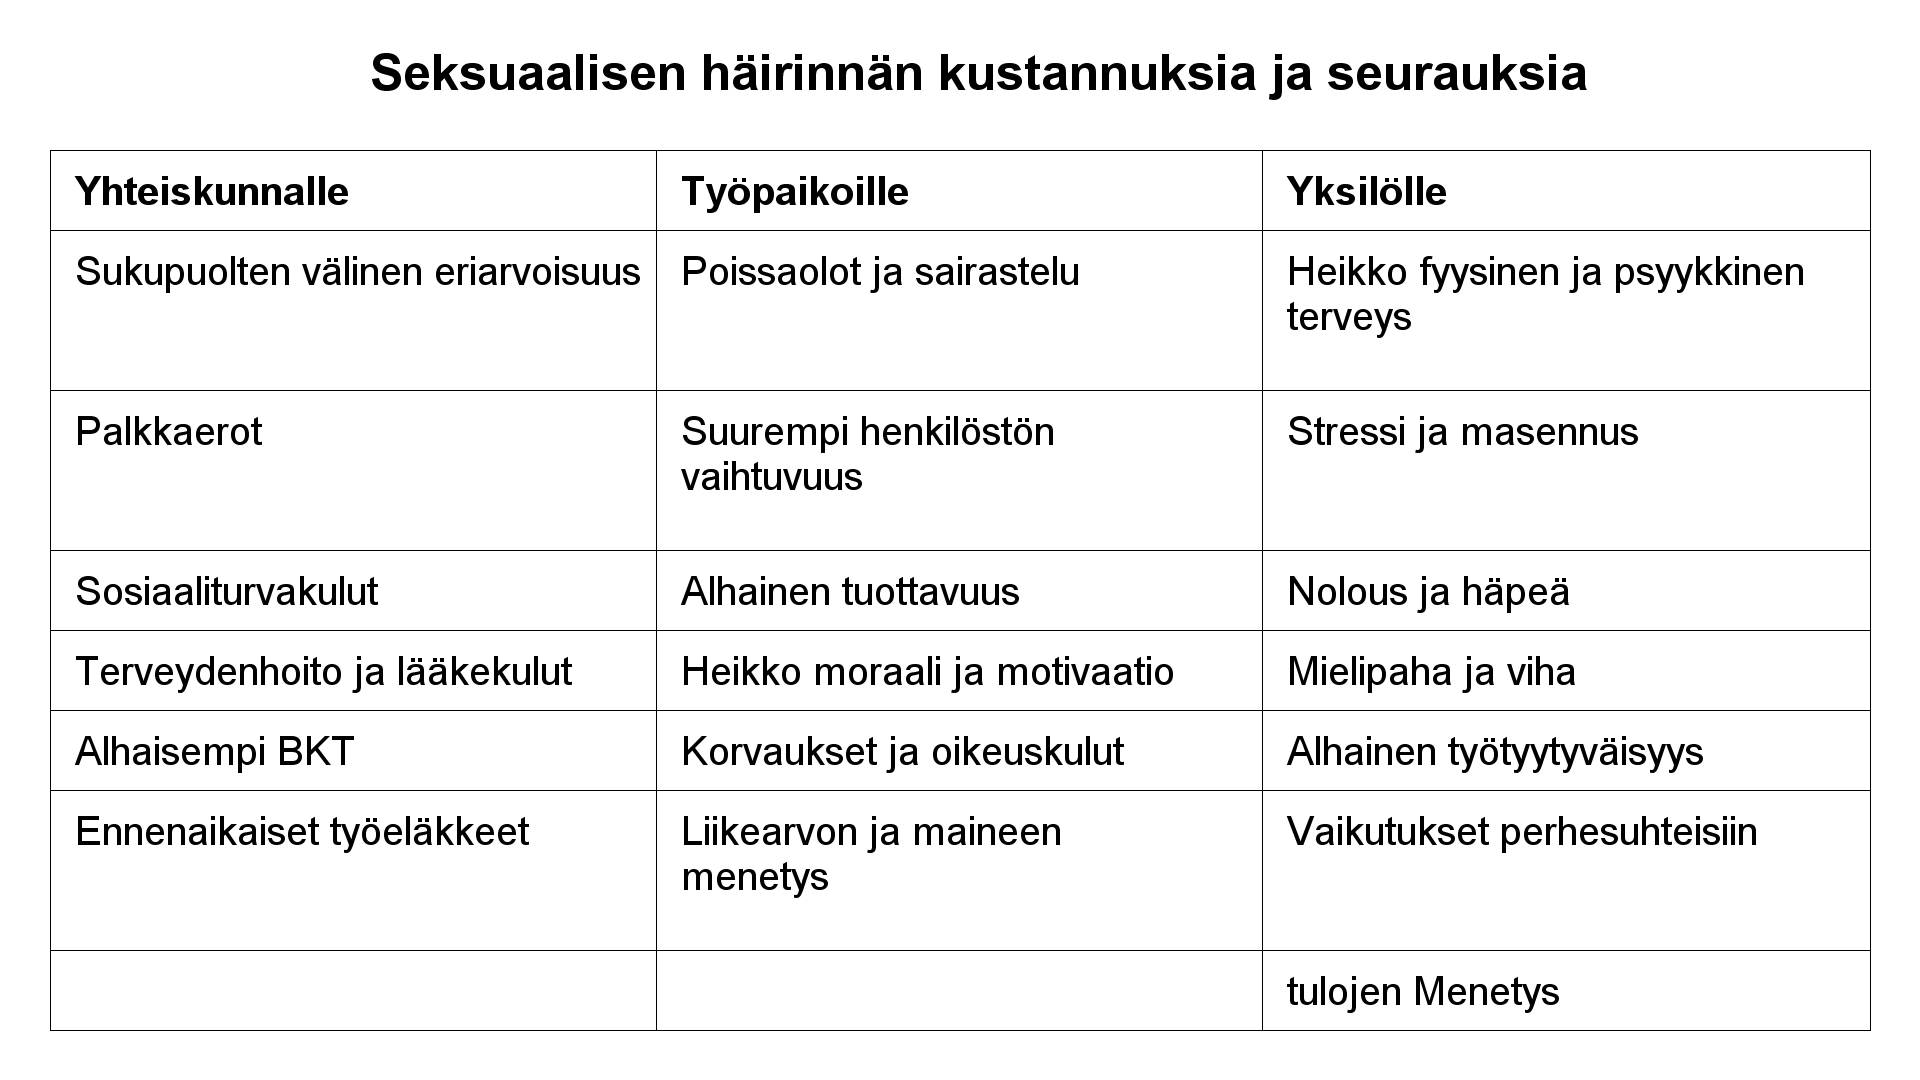 Seksuaalisen häirinnän kustannuksia ja seurauksia
Yhteiskunnalle
Työpaikoille
Yksilölle
Sukupuolten välinen eriarvoisuus
Poissaolot ja sairastelu
Heikko fyysinen ja psyykkinen
terveys
Palkkaerot
Suurempi henkilöstön
vaihtuvuus
Stressi ja masennus
Sosiaaliturvakulut
Alhainen tuottavuus
Nolous ja häpeä
Terveydenhoito ja lääkekulut
Heikko moraali ja motivaatio
Mielipaha ja viha
Alhaisempi BKT
Korvaukset ja oikeuskulut
Alhainen työtyytyväisyys
Ennenaikaiset työeläkkeet
Liikearvon ja maineen
menetys
Vaikutukset perhesuhteisiin
tulojen Menetys